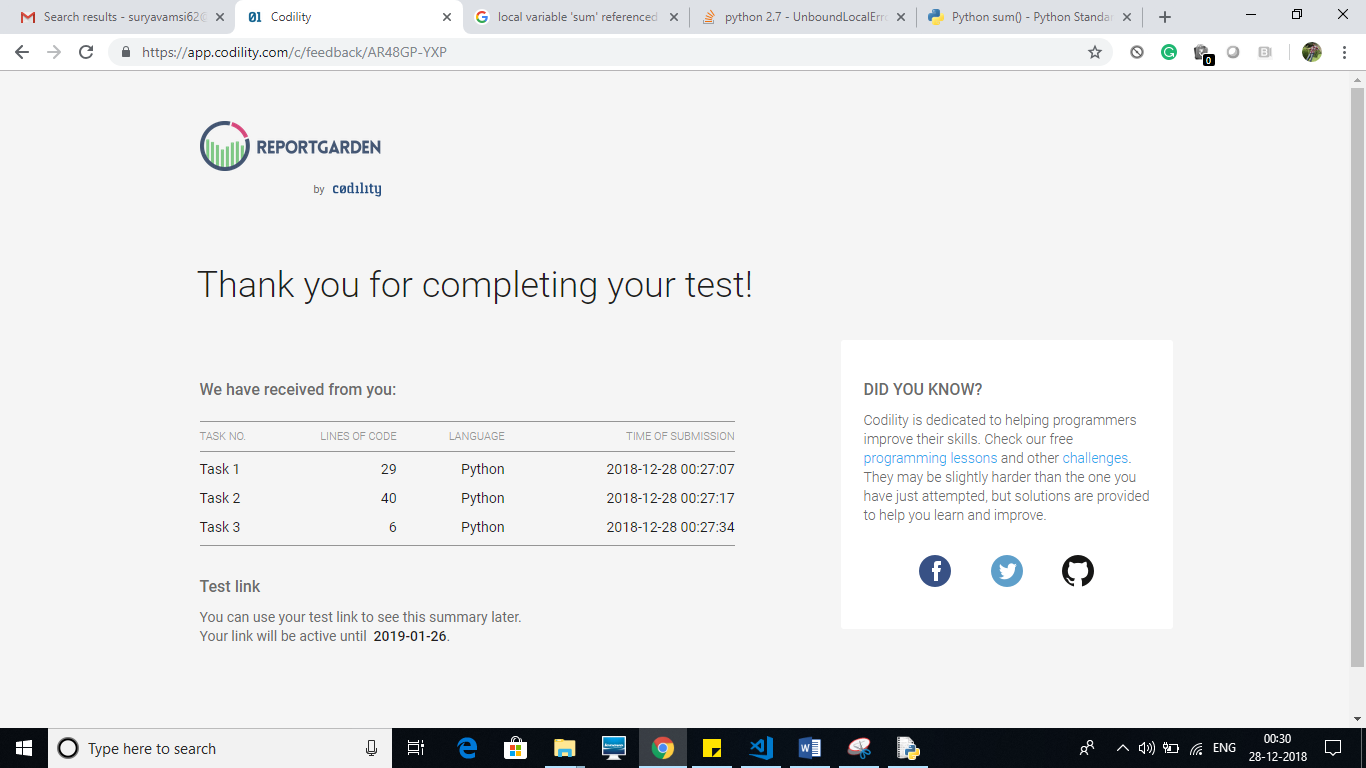 Search results - suryavamsi62@
Codility
local variable 'sum' referenced
python 2.7 - UnboundLocalErro
Python sum() - Python Standar
https://app.codility.com/c/feedback/AR48GP-YXP
0
REPORTGARDEN
by codility
Thank you for completing your test!
We have received from you:
TASK NO. LINES OF CODE LANGUAGE TIME OF SUBMISSION
Task 1 29 Python 2018-12-28 00:27:07
Task 2 40 Python 2018-12-28 00:27:17
Task 3 6 Python 2018-12-28 00:27:34
Test link
You can use your test link to see this summary later.
Your link will be active until 2019-01-26.
DID YOU KNOW?
Codility is dedicated to helping programmers
improve their skills. Check our free
programming lessons and other challenges.
They may be slightly harder than the one you
have just attempted, but solutions are provided
to help you learn and improve.
Type here to search
ENG
00:30
28-12-2018